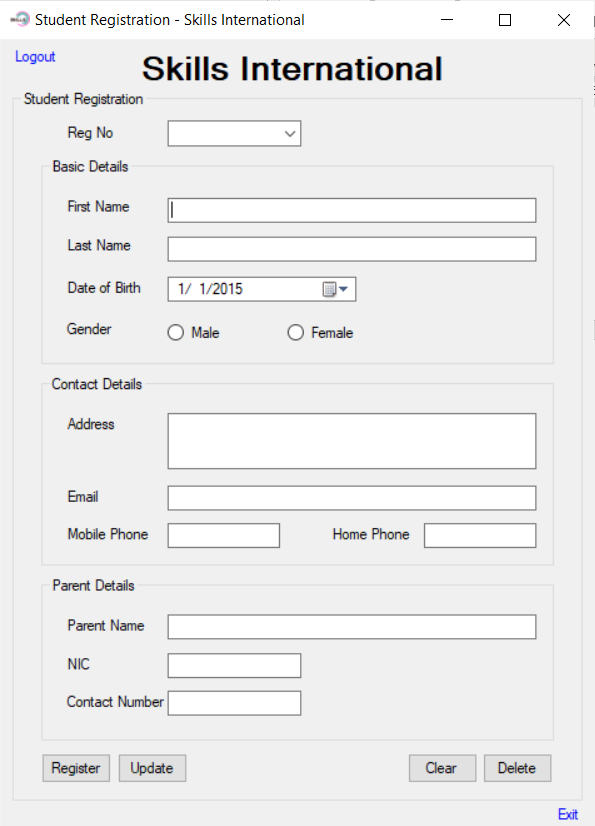 Student Registration - Skills International
Logout
Skills International
Student Registration
Reg No
Basic Details
First Name
Last Name
Date of Birth 1/ 1/2015
Gender Male Female
Contact Details
Address
Email
Mobile Phone Home Phone
Parent Details
Parent Name
NIC
Contact Number
Register Update Clear Delete
Exit